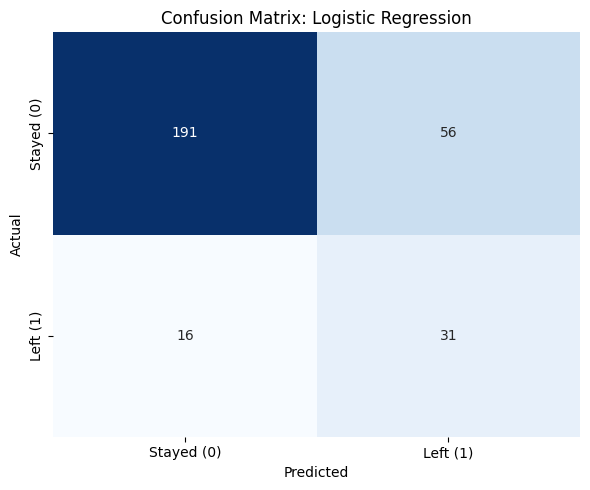 Confusion Matrix: Logistic Regression
Actual
Stayed (0)
191
56
Left (1)
16
31
Stayed (0)
Left (1)
Predicted